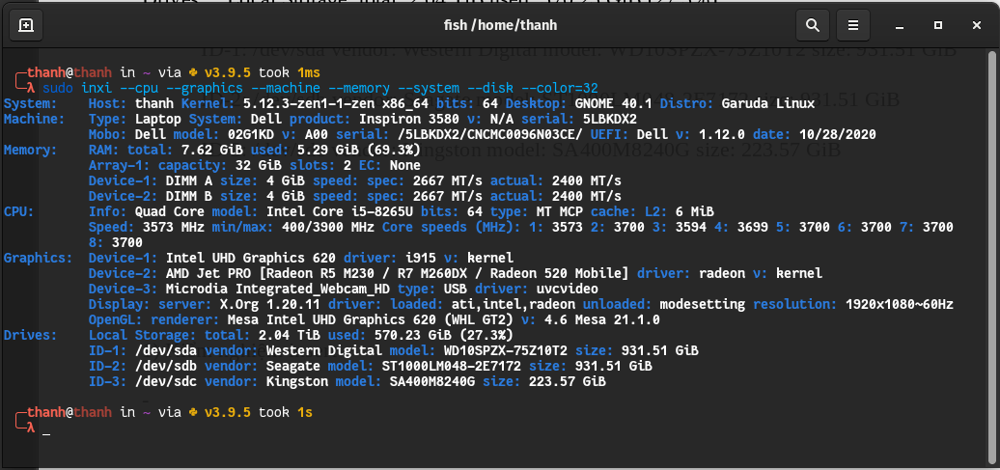 fish /home/thanh
thanh@thanh in ~ via v3.9.5 took 1ms
λ sudo inxi --cpu --graphics --machine --memory --system --disk --color=32
System: Host: thanh Kernel: 5.12.3-zen1-1-zen x86_64 bits: 64 Desktop: GNOME 40.1 Distro: Garuda Linux
Machine: Type: Laptop System: Dell product: Inspiron 3580 v: N/A serial: 5LBKDX2
Mobo: Dell model: 02G1KD v: A00 serial: /5LBKDX2/CNCMC0096N03CE/ UEFI: Dell v: 1.12.0 date: 10/28/2020
Memory: RAM: total: 7.62 GiB used: 5.29 GiB (69.3%)
Array-1: capacity: 32 GiB slots: 2 EC: None
Device-1: DIMM A size: 4 GiB speed: spec: 2667 MT/s actual: 2400 MT/s
Device-2: DIMM B size: 4 GiB speed: spec: 2667 MT/s actual: 2400 MT/s
CPU: Info: Quad Core model: Intel Core i5-8265U bits: 64 type: MT MCP cache: L2: 6 MiB
Speed: 3573 MHz min/max: 400/3900 MHz Core speeds (MHz): 1: 3573 2: 3700 3: 3594 4: 3699 5: 3700 6: 3700 7: 3700
8: 3700
Graphics: Device-1: Intel UHD Graphics 620 driver: i915 v: kernel
Device-2: AMD Jet PRO [Radeon R5 M230 / R7 M260DX / Radeon 520 Mobile] driver: radeon v: kernel
Device-3: Microdia Integrated_Webcam_HD type: USB driver: uvcvideo
Display: server: X.Org 1.20.11 driver: loaded: ati,intel,radeon unloaded: modesetting resolution: 1920x1080~60Hz
OpenGL: renderer: Mesa Intel UHD Graphics 620 (WHL GT2) v: 4.6 Mesa 21.1.0
Drives: Local Storage: total: 2.04 TiB used: 570.23 GiB (27.3%)
ID-1: /dev/sda vendor: Western Digital model: WD10SPZX-75Z10T2 size: 931.51 GiB
ID-2: /dev/sdb vendor: Seagate model: ST1000LM048-2E7172 size: 931.51 GiB
ID-3: /dev/sdc vendor: Kingston model: SA400M8240G size: 223.57 GiB
thanh@thanh in ~ via v3.9.5 took 1s
λ _